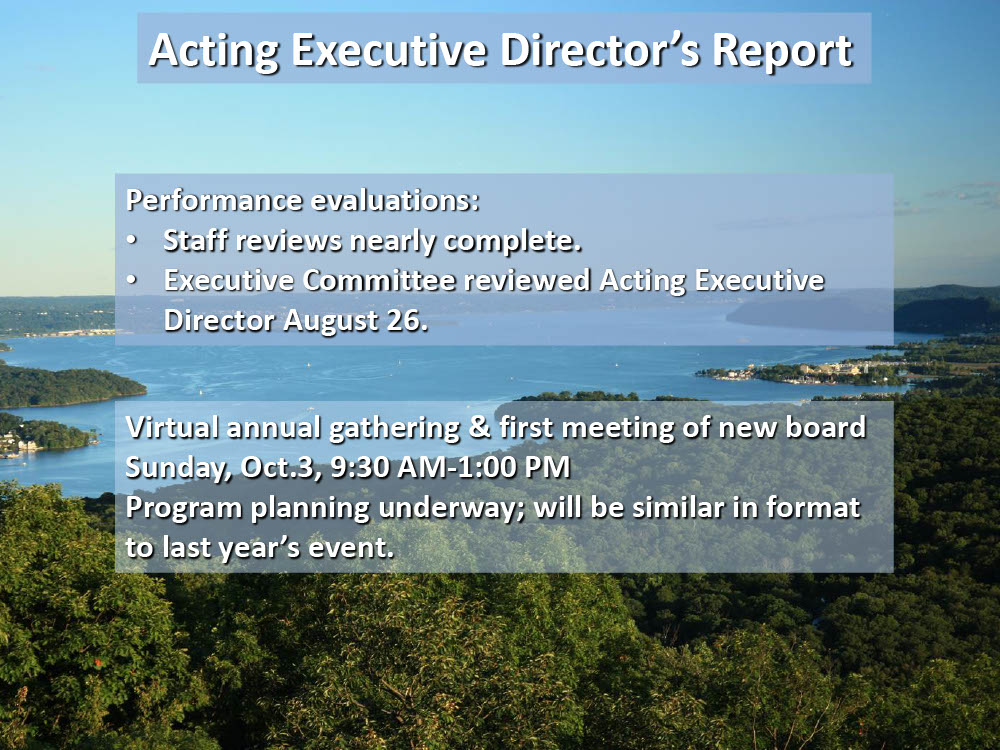 Acting Executive Director’s Report
Performance evaluations:
• Staff reviews nearly complete.
• Executive Committee reviewed Acting Executive
Director August 26.
Virtual annual gathering & first meeting of new board
Sunday, Oct.3, 9:30 AM-1:00 PM
Program planning underway; will be similar in format
to last year’s event.